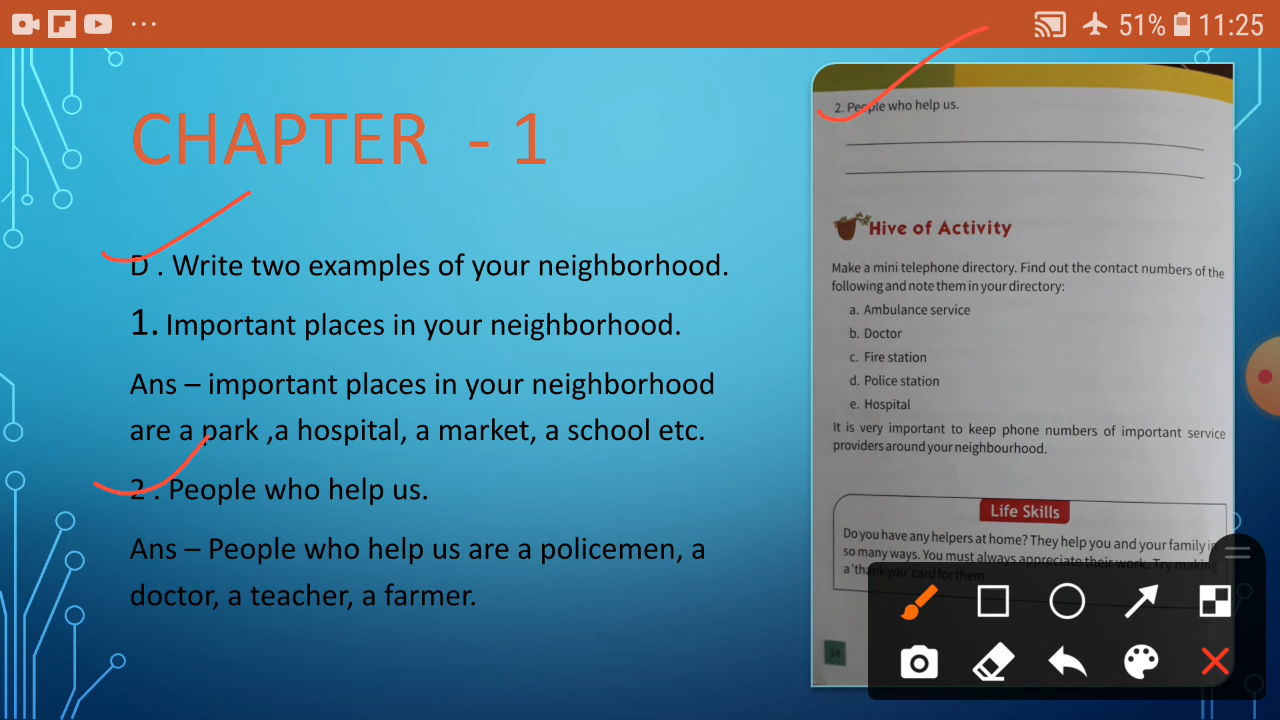 51% 11:25
CHAPTER - 1
D . Write two examples of your neighborhood.
1. Important places in your neighborhood.
Ans – important places in your neighborhood
are a park ,a hospital, a market, a school etc.
2 . People who help us.
Ans – People who help us are a policemen, a
doctor, a teacher, a farmer.
2. People who help us.
Hive of Activity
Make a mini telephone directory. Find out the contact numbers of the
following and note them in your directory:
a. Ambulance service
b. Doctor
c. Fire station
d. Police station
e. Hospital
It is very important to keep phone numbers of important service
providers around your neighbourhood.
Life Skills
Do you have any helpers at home? They help you and your family in
so many ways. You must always appreciate their work. Try making
a 'thank you' card for them.
14